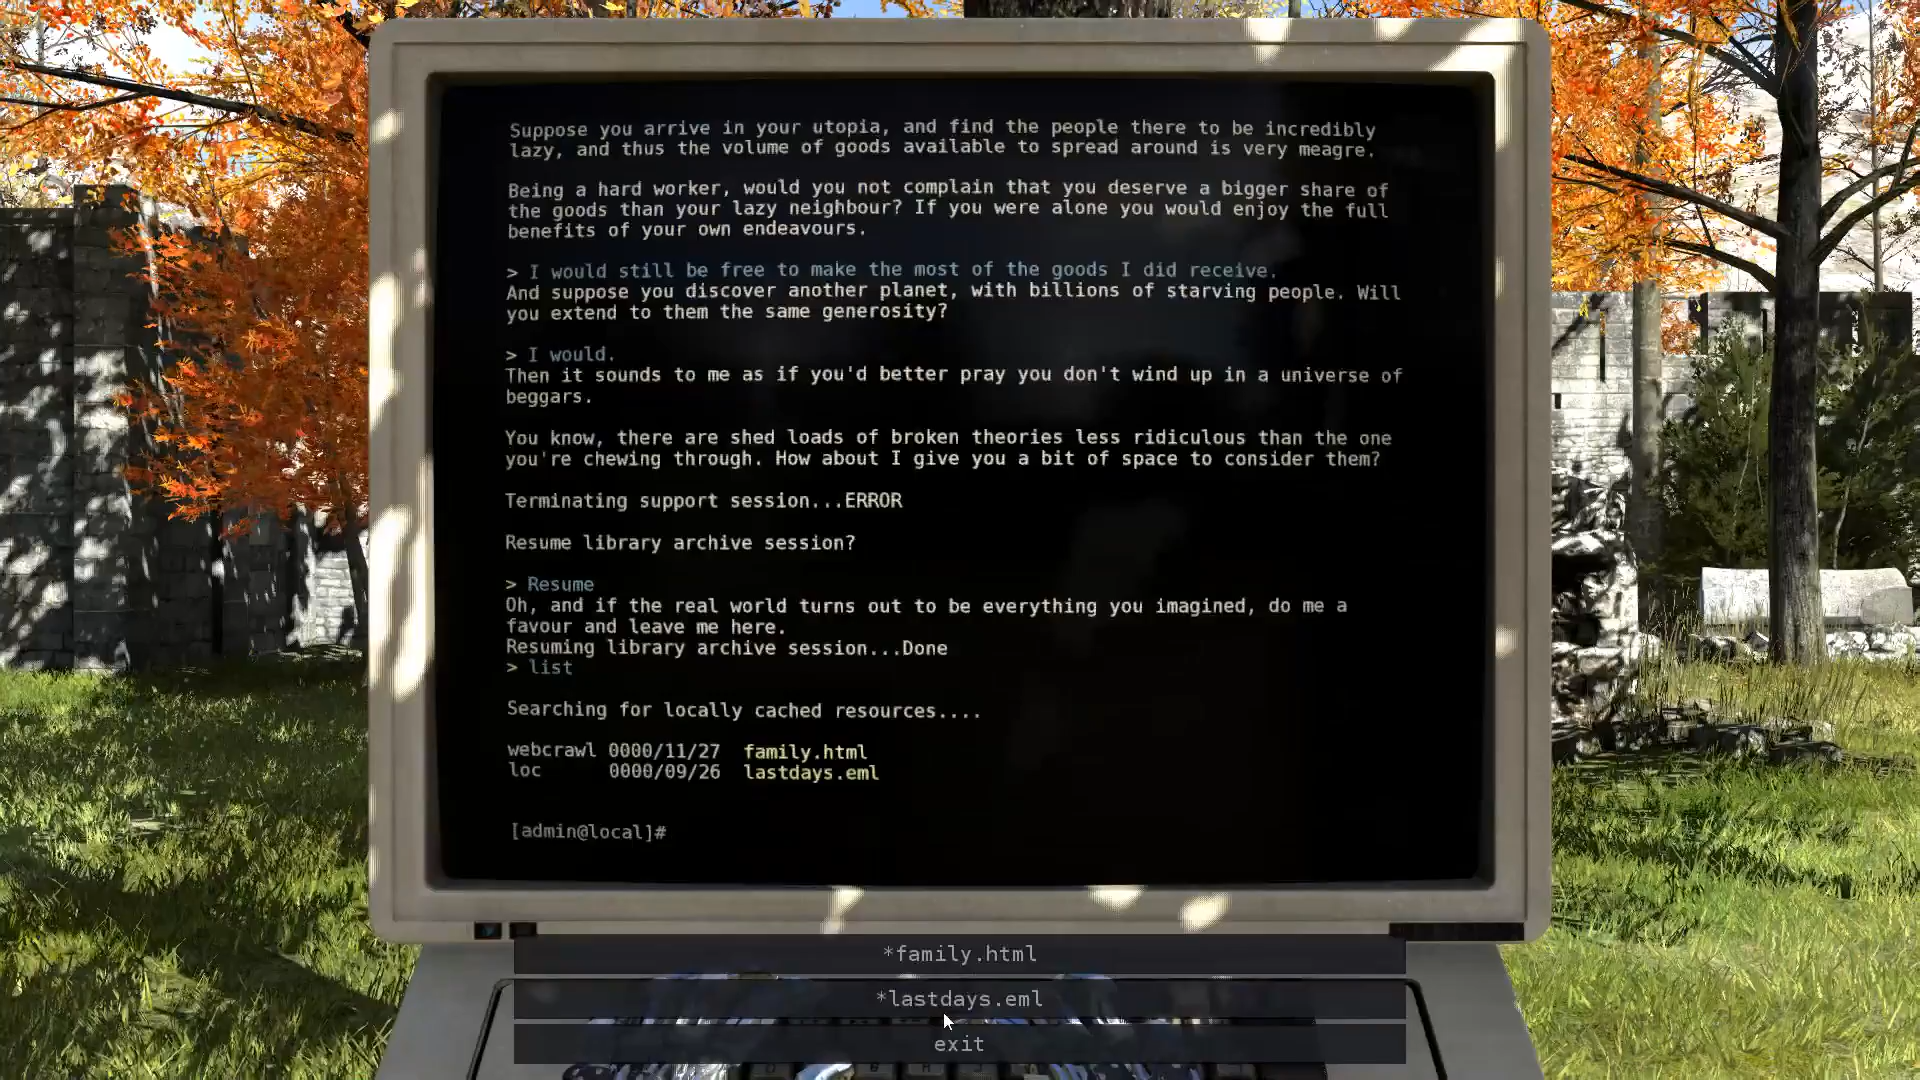 Suppose you arrive in your utopia, and find the people there to be incredibly
lazy, and thus the volume of goods available to spread around is very meagre.
Being a hard worker, would you not complain that you deserve a bigger share of
the goods than your lazy neighbour? If you were alone you would enjoy the full
benefits of your own endeavours.
> I would still be free to make the most of the goods I did receive.
And suppose you discover another planet, with billions of starving people. Will
you extend to them the same generosity?
> I would.
Then it sounds to me as if you'd better pray you don't wind up in a universe of
beggars.
You know, there are shed loads of broken theories less ridiculous than the one
you're chewing through. How about I give you a bit of space to consider them?
Terminating support session...ERROR
Resume library archive session?
> Resume
Oh, and if the real world turns out to be everything you imagined, do me a
favour and leave me here.
Resuming library archive session...Done
> list
Searching for locally cached resources....
webcrawl 0000/11/27 family.html
loc 0000/09/26 lastdays.eml
[admin@local]#
*family.html
*lastdays.eml
exit